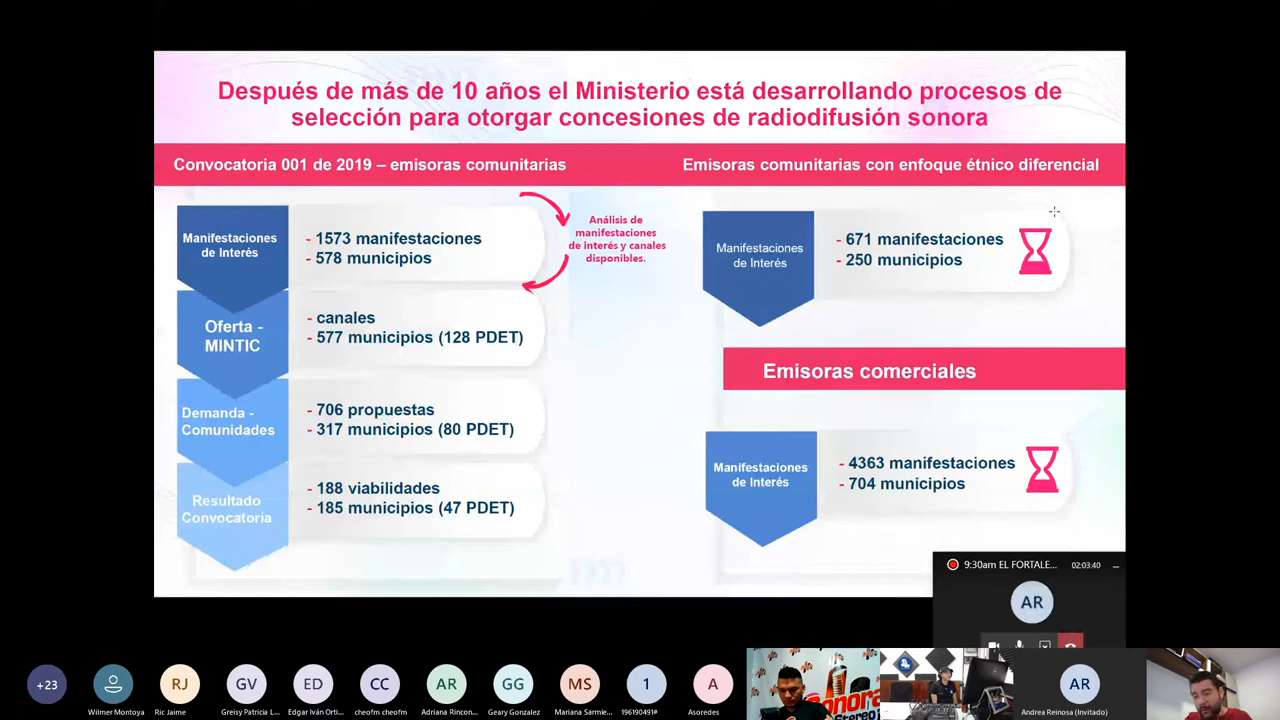 Después de más de 10 años el Ministerio está desarrollando procesos de
selección para otorgar concesiones de radiodifusión sonora
Convocatoria 001 de 2019 – emisoras comunitarias
Emisoras comunitarias con enfoque étnico diferencial
Manifestaciones
de Interés
- 1573 manifestaciones
- 578 municipios
Análisis de
manifestaciones
de interés y canales
disponibles.
Oferta -
MINTIC
- canales
- 577 municipios (128 PDET)
Demanda -
Comunidades
- 706 propuestas
- 317 municipios (80 PDET)
Resultado
Convocatoria
- 188 viabilidades
- 185 municipios (47 PDET)
Manifestaciones
de Interés
- 671 manifestaciones
- 250 municipios
Emisoras comerciales
Manifestaciones
de Interés
- 4363 manifestaciones
- 704 municipios
9:30am EL FORTALE...
02:03:40
AR
+23
RJ
GV
ED
CC
AR
GG
MS
1
A
AR
Wilmer Montoya
Ric Jaime
Greisy Patricia L...
Edgar Iván Orti...
cheofm cheofm
Adriana Rincon...
Geary Gonzalez
Mariana Sarmie...
196190491#
Asoredes
Andrea Reinosa (Invitado)
sonora
Stereo